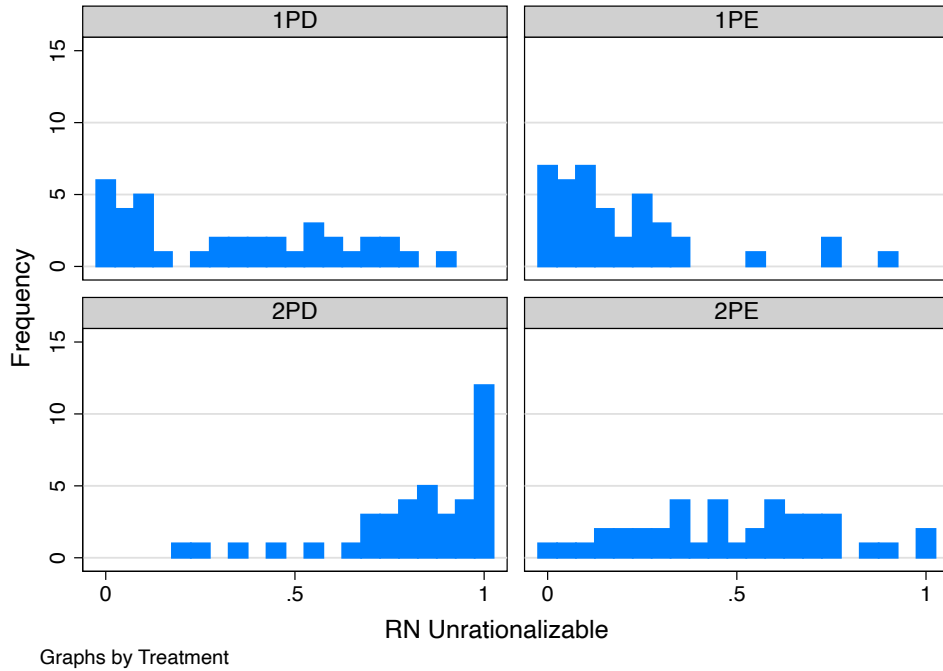 1PD
1PE
15
10
5
0
2PD
2PE
15
10
5
0
Frequency
0
.5
1
0
.5
1
RN Unrationalizable
Graphs by Treatment